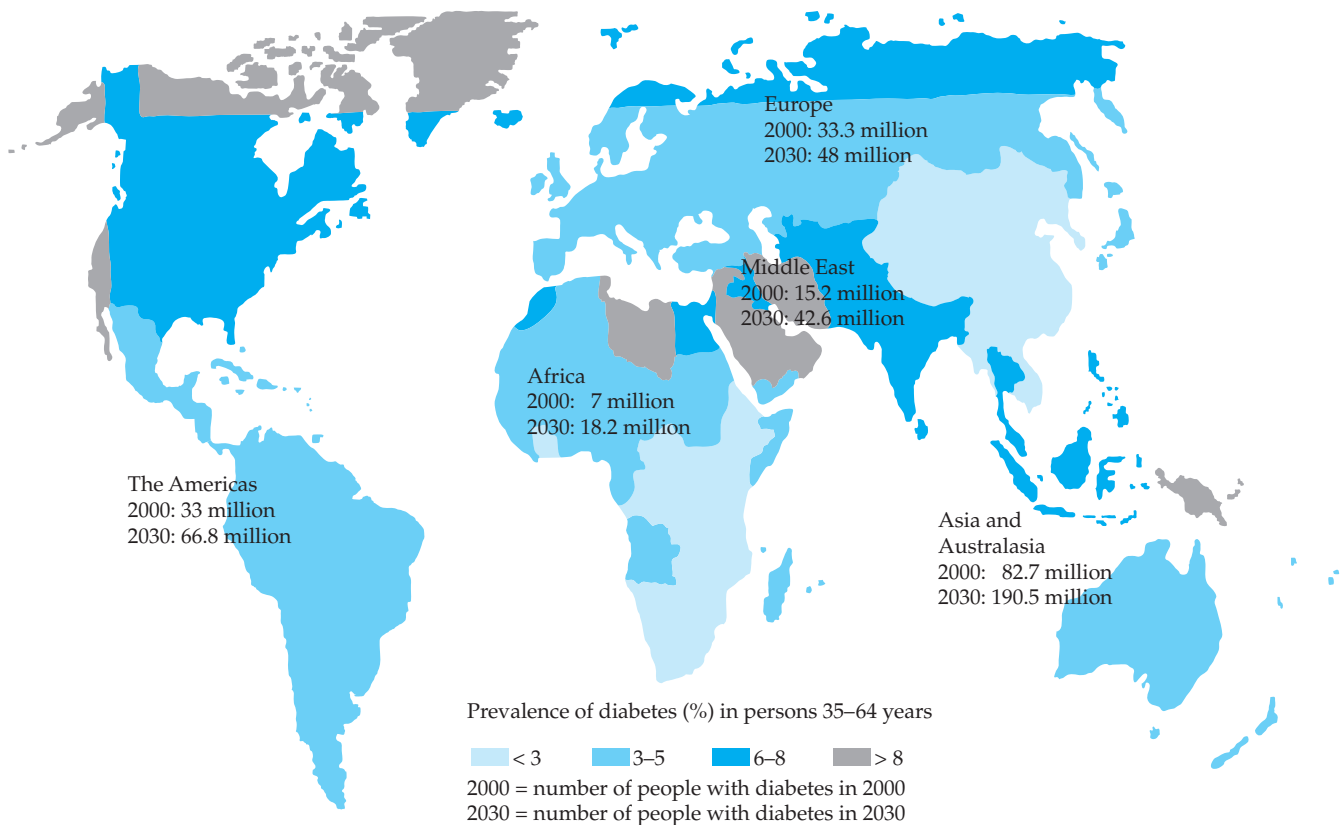 Europe
2000: 33.3 million
2030: 48 million
Middle East
2000: 15.2 million
2030: 42.6 million
Africa
2000: 7 million
2030: 18.2 million
The Americas
2000: 33 million
2030: 66.8 million
Asia and
Australasia
2000: 82.7 million
2030: 190.5 million
Prevalence of diabetes (%) in persons 35–64 years
< 3 3–5 6–8 > 8
2000 = number of people with diabetes in 2000
2030 = number of people with diabetes in 2030